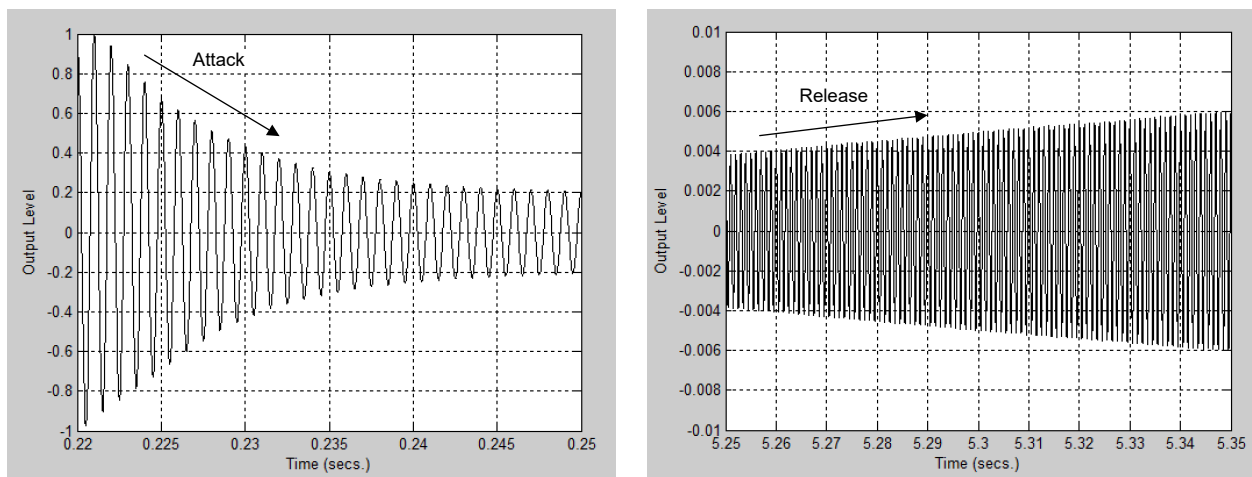 1
0.8
0.6
0.4
0.2
0
-0.2
-0.4
-0.6
-0.8
-1
Output Level
Attack
0.22 0.225 0.23 0.235 0.24 0.245 0.25
Time (secs.)
0.01
0.008
0.006
0.004
0.002
0
-0.002
-0.004
-0.006
-0.008
-0.01
Output Level
Release
5.25 5.26 5.27 5.28 5.29 5.3 5.31 5.32 5.33 5.34 5.35
Time (secs.)